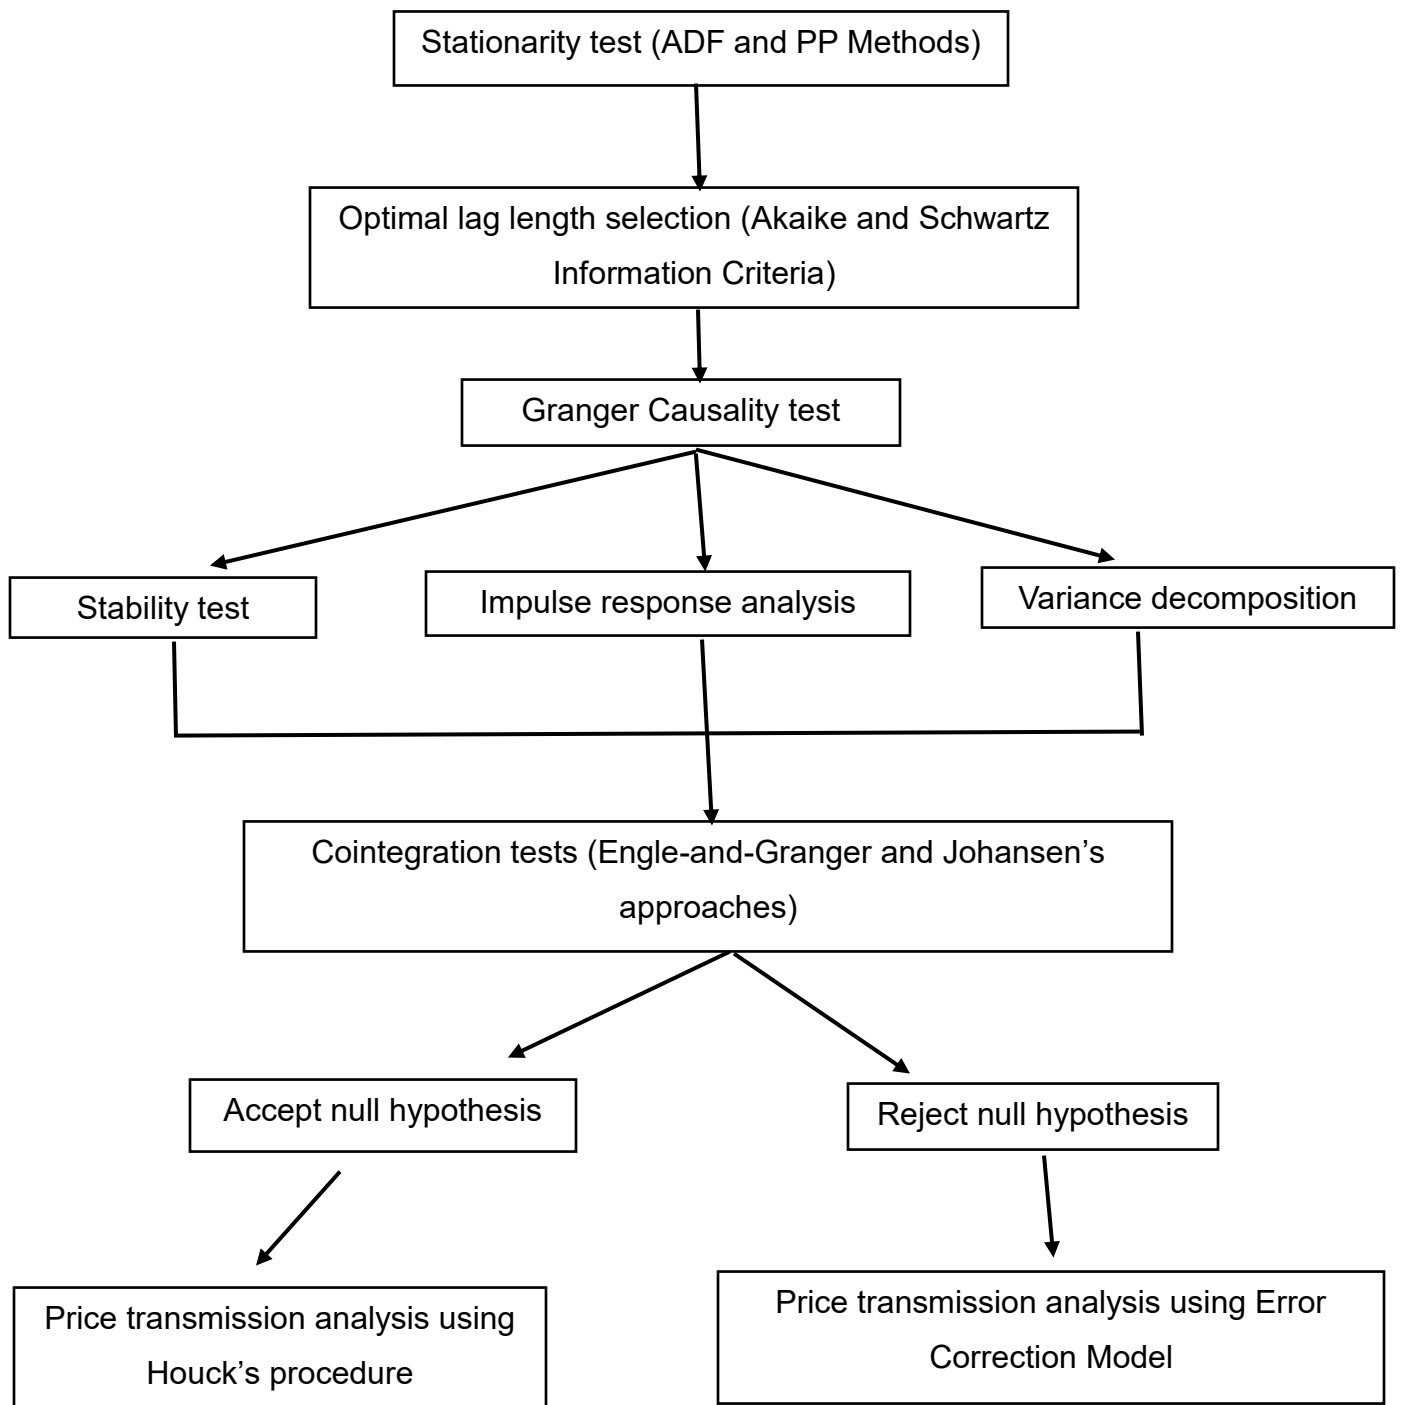 Stationarity test (ADF and PP Methods)
Optimal lag length selection (Akaike and Schwartz
Information Criteria)
Granger Causality test
Stability test
Impulse response analysis
Variance decomposition
Cointegration tests (Engle-and-Granger and Johansen’s
approaches)
Accept null hypothesis
Reject null hypothesis
Price transmission analysis using
Houck’s procedure
Price transmission analysis using Error
Correction Model